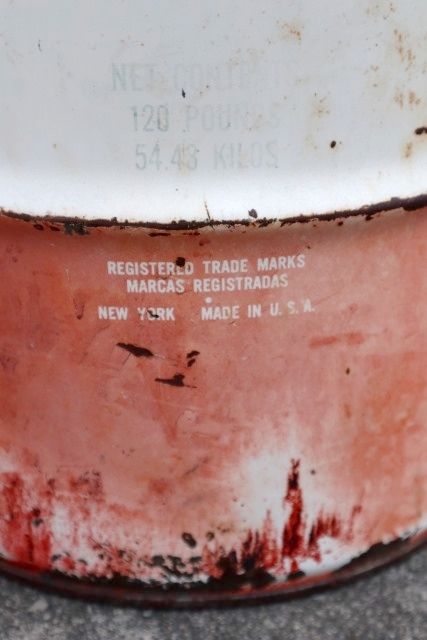 NET CONTENTS
120 POUNDS
54.43 KILOS
REGISTERED TRADE MARKS
MARCAS REGISTRADAS
NEW YORK MADE IN U.S.A.